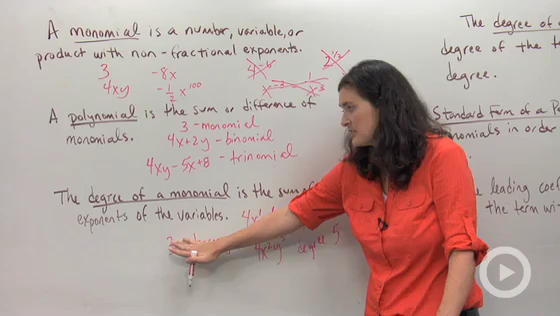 A monomial is a number, variable, or
product with non-fractional exponents.
3 -8x
4xy -1/2 x^100
A polynomial is the sum or difference of
monomials.
3 - monomial
4x+2y - binomial
4xy - 5x + 8 - trinomial
The degree of a monomial is the sum of
exponents of the variables.
degree 5
The degree of
degree of the
degree.
Standard Form of a Po
in order
leading coef
the term wi